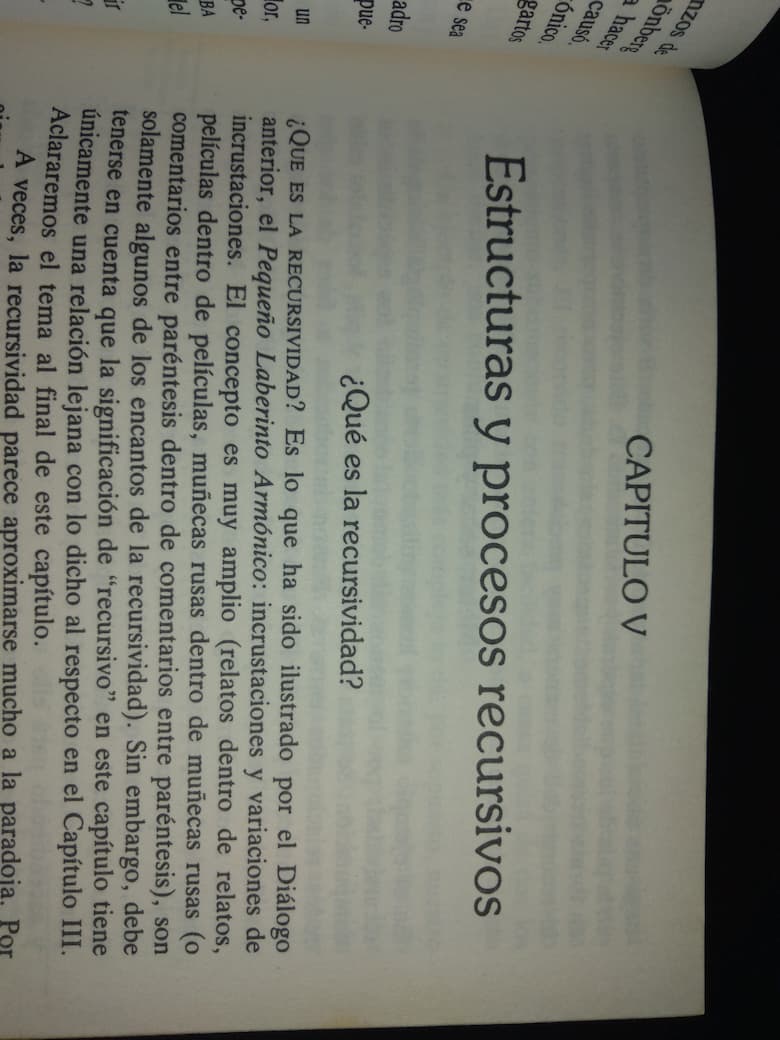 nzos de
hönberg
a hacer
causó.
ónico.
gartos
e sea
adro
pue-
un
lor,
pe-
BA
del
ir
?
CAPITULO V
Estructuras y procesos recursivos
¿Qué es la recursividad?
¿QUE ES LA RECURSIVIDAD? Es lo que ha sido ilustrado por el Diálogo
anterior, el Pequeño Laberinto Armónico: incrustaciones y variaciones de
incrustaciones. El concepto es muy amplio (relatos dentro de relatos,
películas dentro de películas, muñecas rusas dentro de muñecas rusas (o
comentarios entre paréntesis dentro de comentarios entre paréntesis), son
solamente algunos de los encantos de la recursividad). Sin embargo, debe
tenerse en cuenta que la significación de “recursivo” en este capítulo tiene
únicamente una relación lejana con lo dicho al respecto en el Capítulo III.
Aclararemos el tema al final de este capítulo.
A veces, la recursividad parece aproximarse mucho a la paradoja. Por